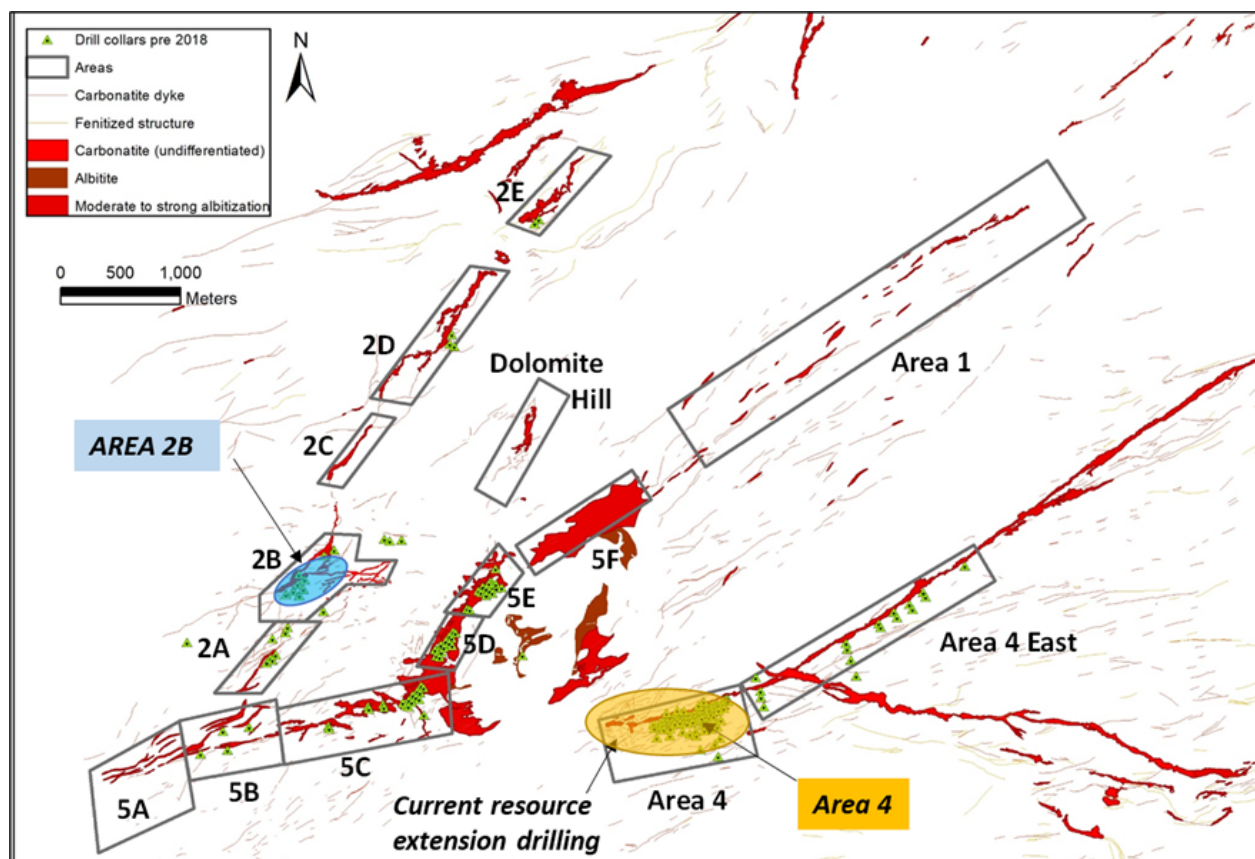 Drill collars pre 2018
Areas
Carbonatite dyke
Fenitized structure
Carbonatite (undifferentiated)
Albitite
Moderate to strong albitization
N
0 500 1,000
Meters
2E
2D
Dolomite
Hill
Area 1
2C
AREA 2B
2B
5F
5E
2A
5D
Area 4 East
5C
5B
5A
Area 4
Current resource
extension drilling
Area 4